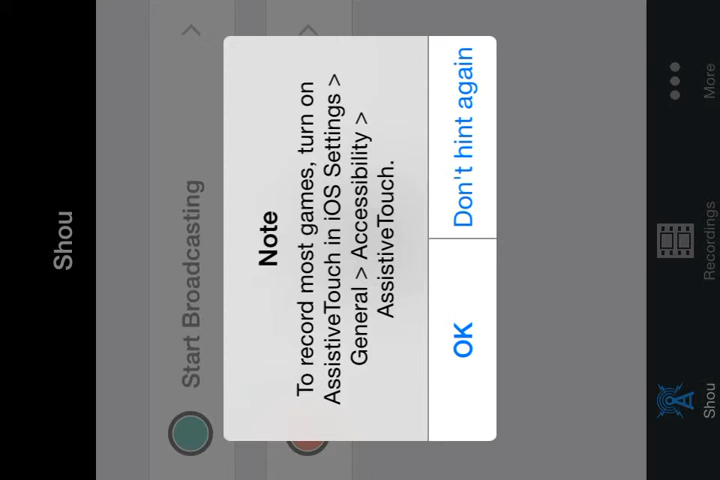 Shou
Start Broadcasting
Note
To record most games, turn on
AssistiveTouch in iOS Settings >
General > Accessibility >
AssistiveTouch.
OK
Don't hint again
Shou
Recordings
More